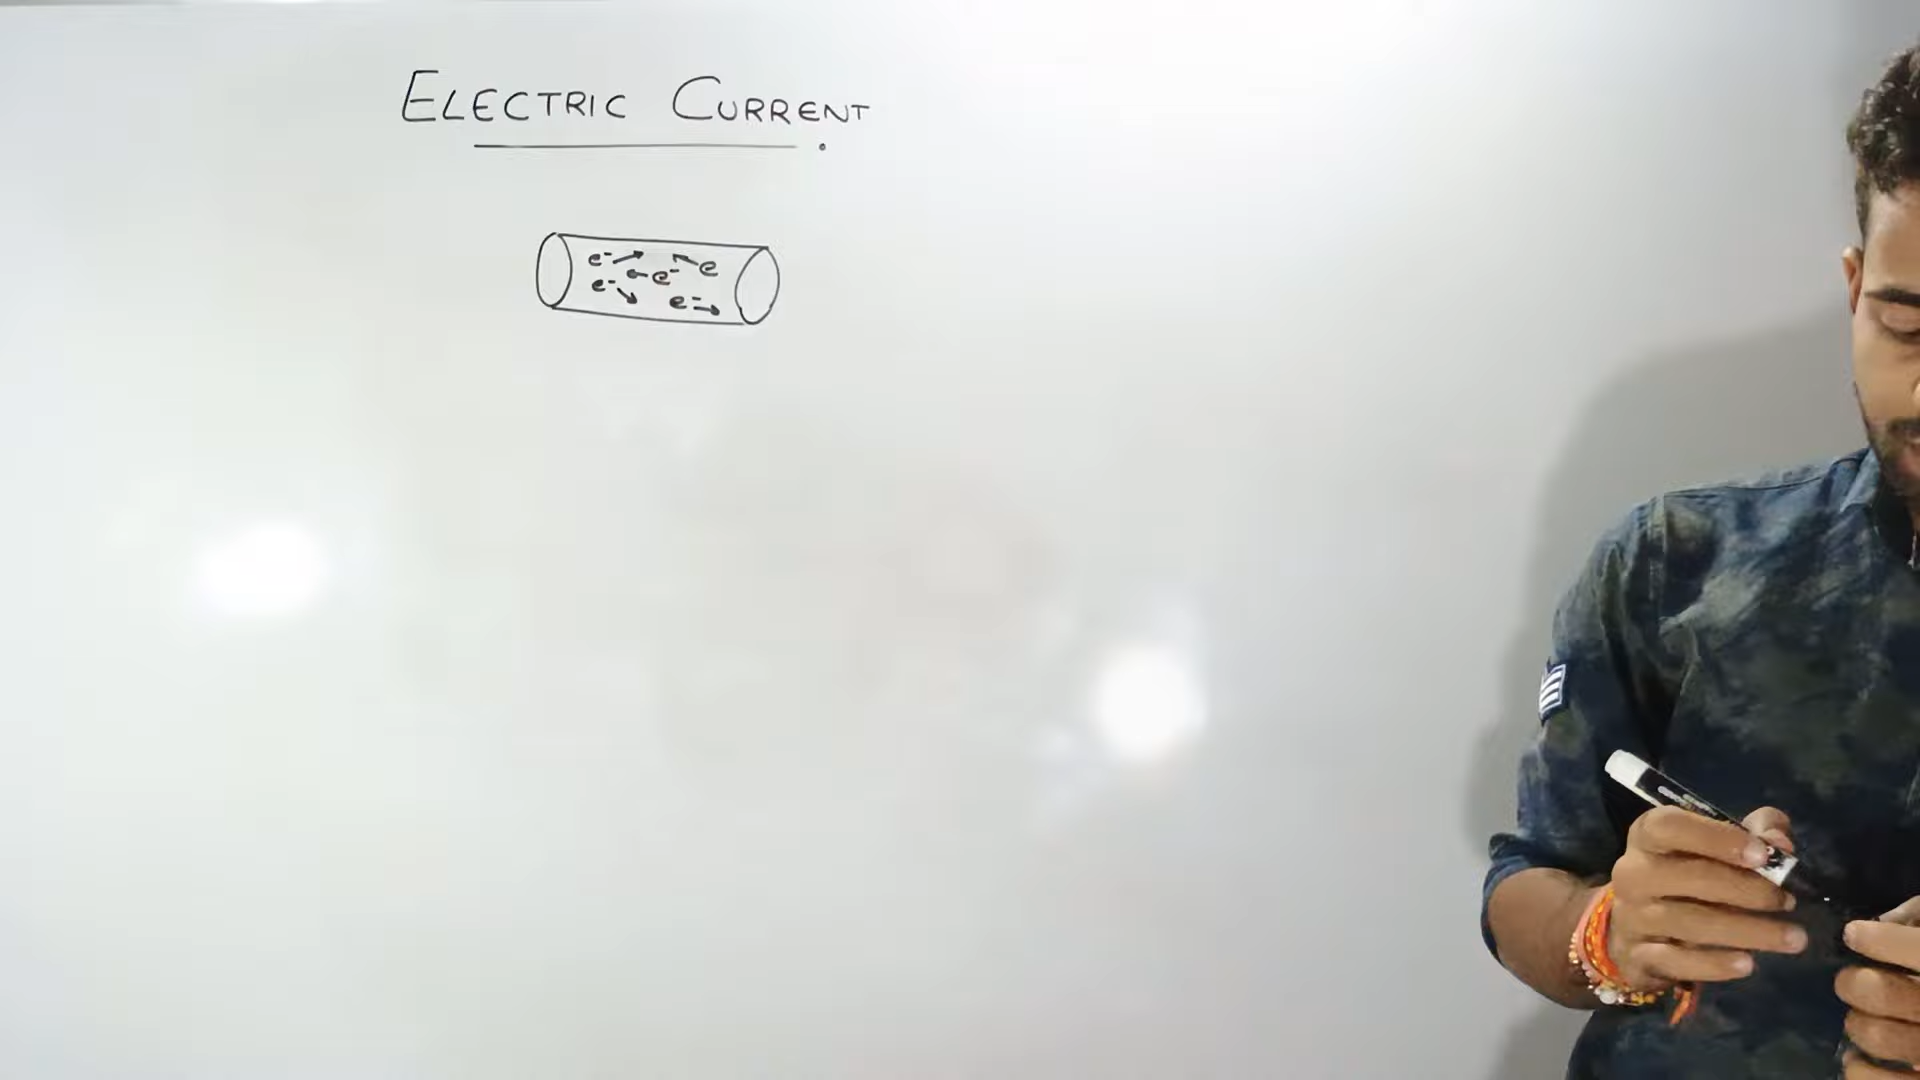 ELECTRIC CURRENT
e⁻ e
e⁻ e⁻
e⁻